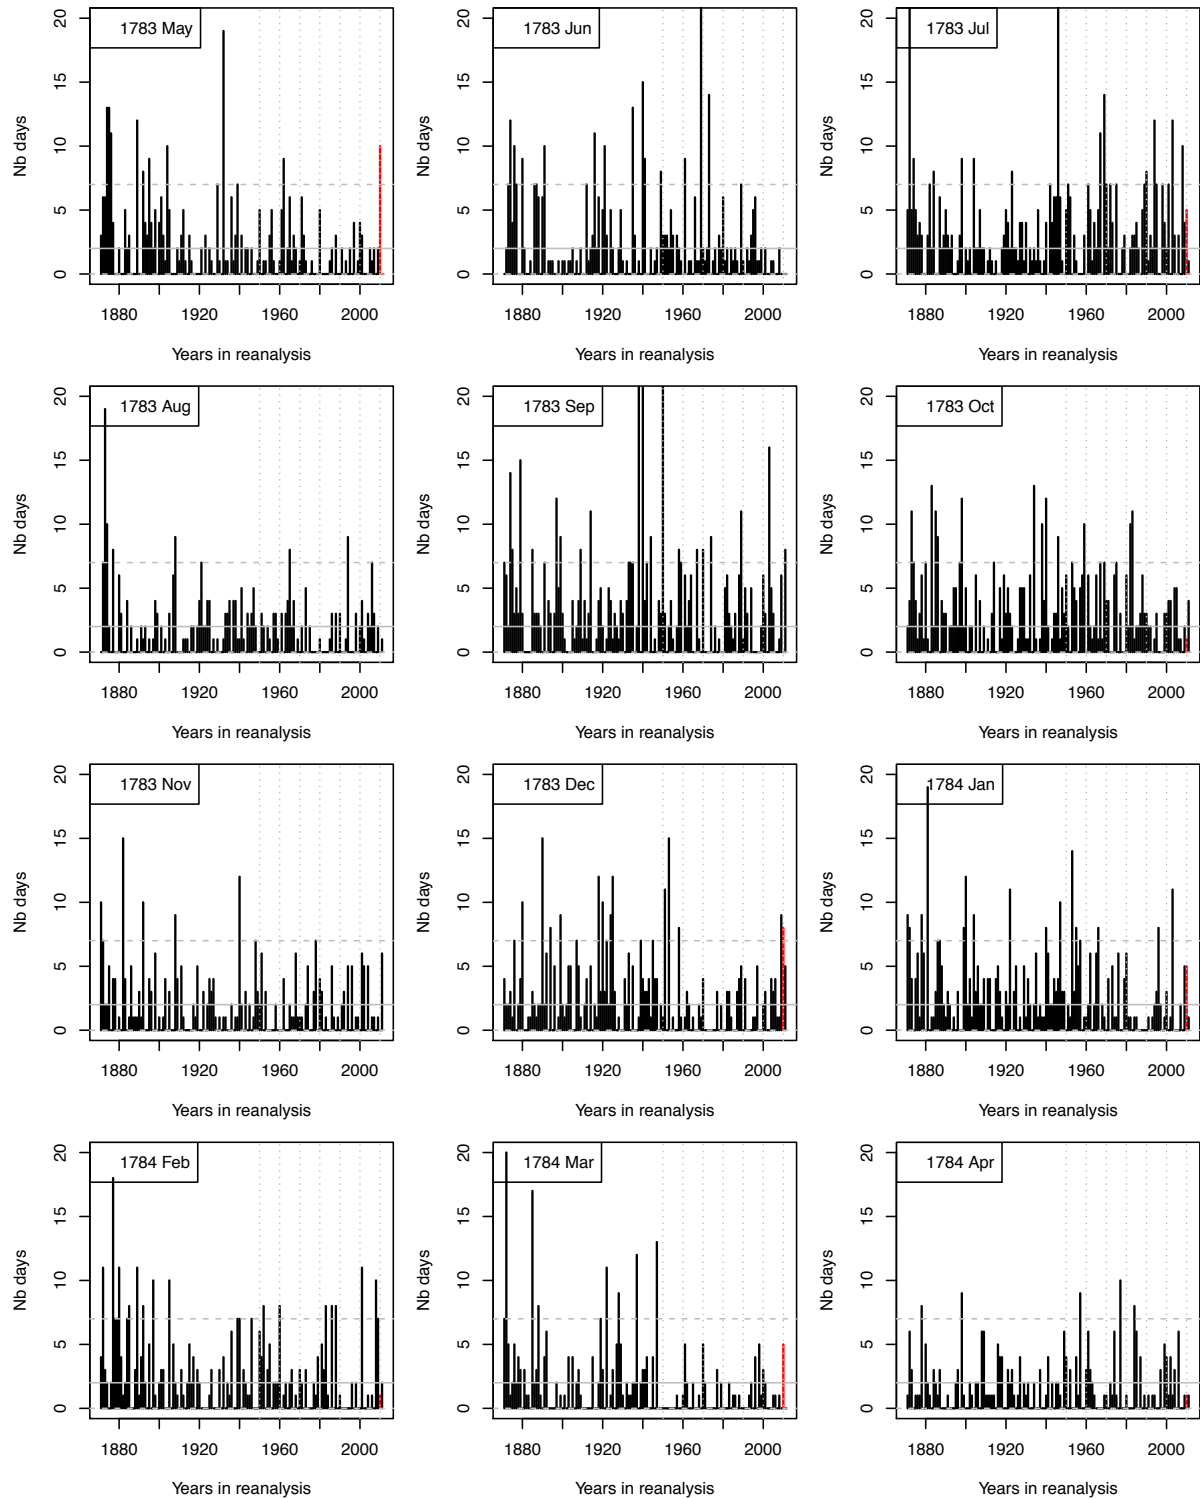 1783 May
Nb days
0 5 10 15 20
1880 1920 1960 2000
Years in reanalysis
1783 Jun
Nb days
0 5 10 15 20
1880 1920 1960 2000
Years in reanalysis
1783 Jul
Nb days
0 5 10 15 20
1880 1920 1960 2000
Years in reanalysis
1783 Aug
Nb days
0 5 10 15 20
1880 1920 1960 2000
Years in reanalysis
1783 Sep
Nb days
0 5 10 15 20
1880 1920 1960 2000
Years in reanalysis
1783 Oct
Nb days
0 5 10 15 20
1880 1920 1960 2000
Years in reanalysis
1783 Nov
Nb days
0 5 10 15 20
1880 1920 1960 2000
Years in reanalysis
1783 Dec
Nb days
0 5 10 15 20
1880 1920 1960 2000
Years in reanalysis
1784 Jan
Nb days
0 5 10 15 20
1880 1920 1960 2000
Years in reanalysis
1784 Feb
Nb days
0 5 10 15 20
1880 1920 1960 2000
Years in reanalysis
1784 Mar
Nb days
0 5 10 15 20
1880 1920 1960 2000
Years in reanalysis
1784 Apr
Nb days
0 5 10 15 20
1880 1920 1960 2000
Years in reanalysis